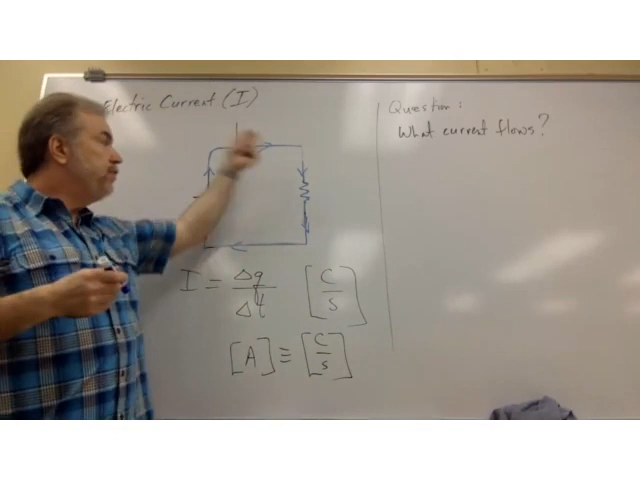 Electric Current (I)
I = Δq/Δt [C/s]
[A] ≡ [C/s]
Question:
What current flows?